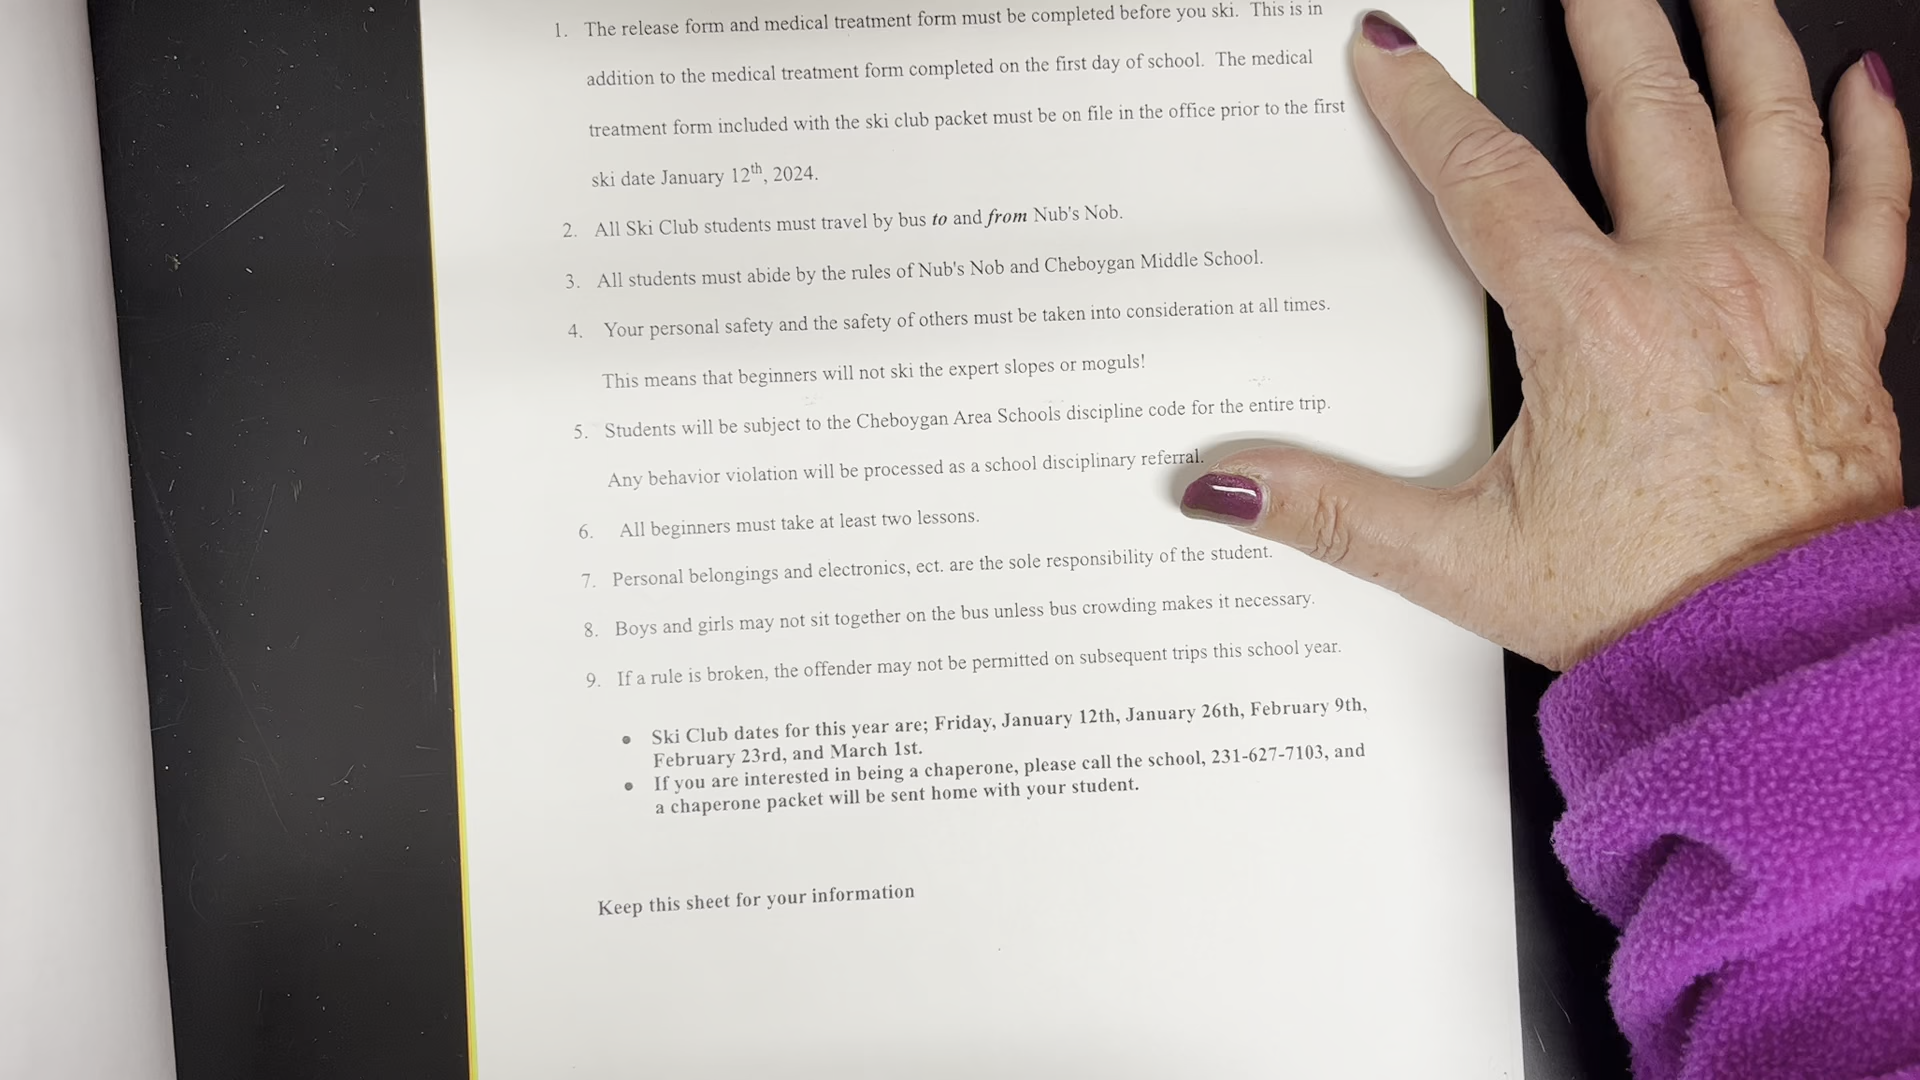 1. The release form and medical treatment form must be completed before you ski. This is in
addition to the medical treatment form completed on the first day of school. The medical
treatment form included with the ski club packet must be on file in the office prior to the first
ski date January 12th, 2024.
2. All Ski Club students must travel by bus to and from Nub's Nob.
3. All students must abide by the rules of Nub's Nob and Cheboygan Middle School.
4. Your personal safety and the safety of others must be taken into consideration at all times.
This means that beginners will not ski the expert slopes or moguls!
5. Students will be subject to the Cheboygan Area Schools discipline code for the entire trip.
Any behavior violation will be processed as a school disciplinary referral.
6. All beginners must take at least two lessons.
7. Personal belongings and electronics, ect. are the sole responsibility of the student.
8. Boys and girls may not sit together on the bus unless bus crowding makes it necessary.
9. If a rule is broken, the offender may not be permitted on subsequent trips this school year.
• Ski Club dates for this year are; Friday, January 12th, January 26th, February 9th,
February 23rd, and March 1st.
• If you are interested in being a chaperone, please call the school, 231-627-7103, and
a chaperone packet will be sent home with your student.
Keep this sheet for your information